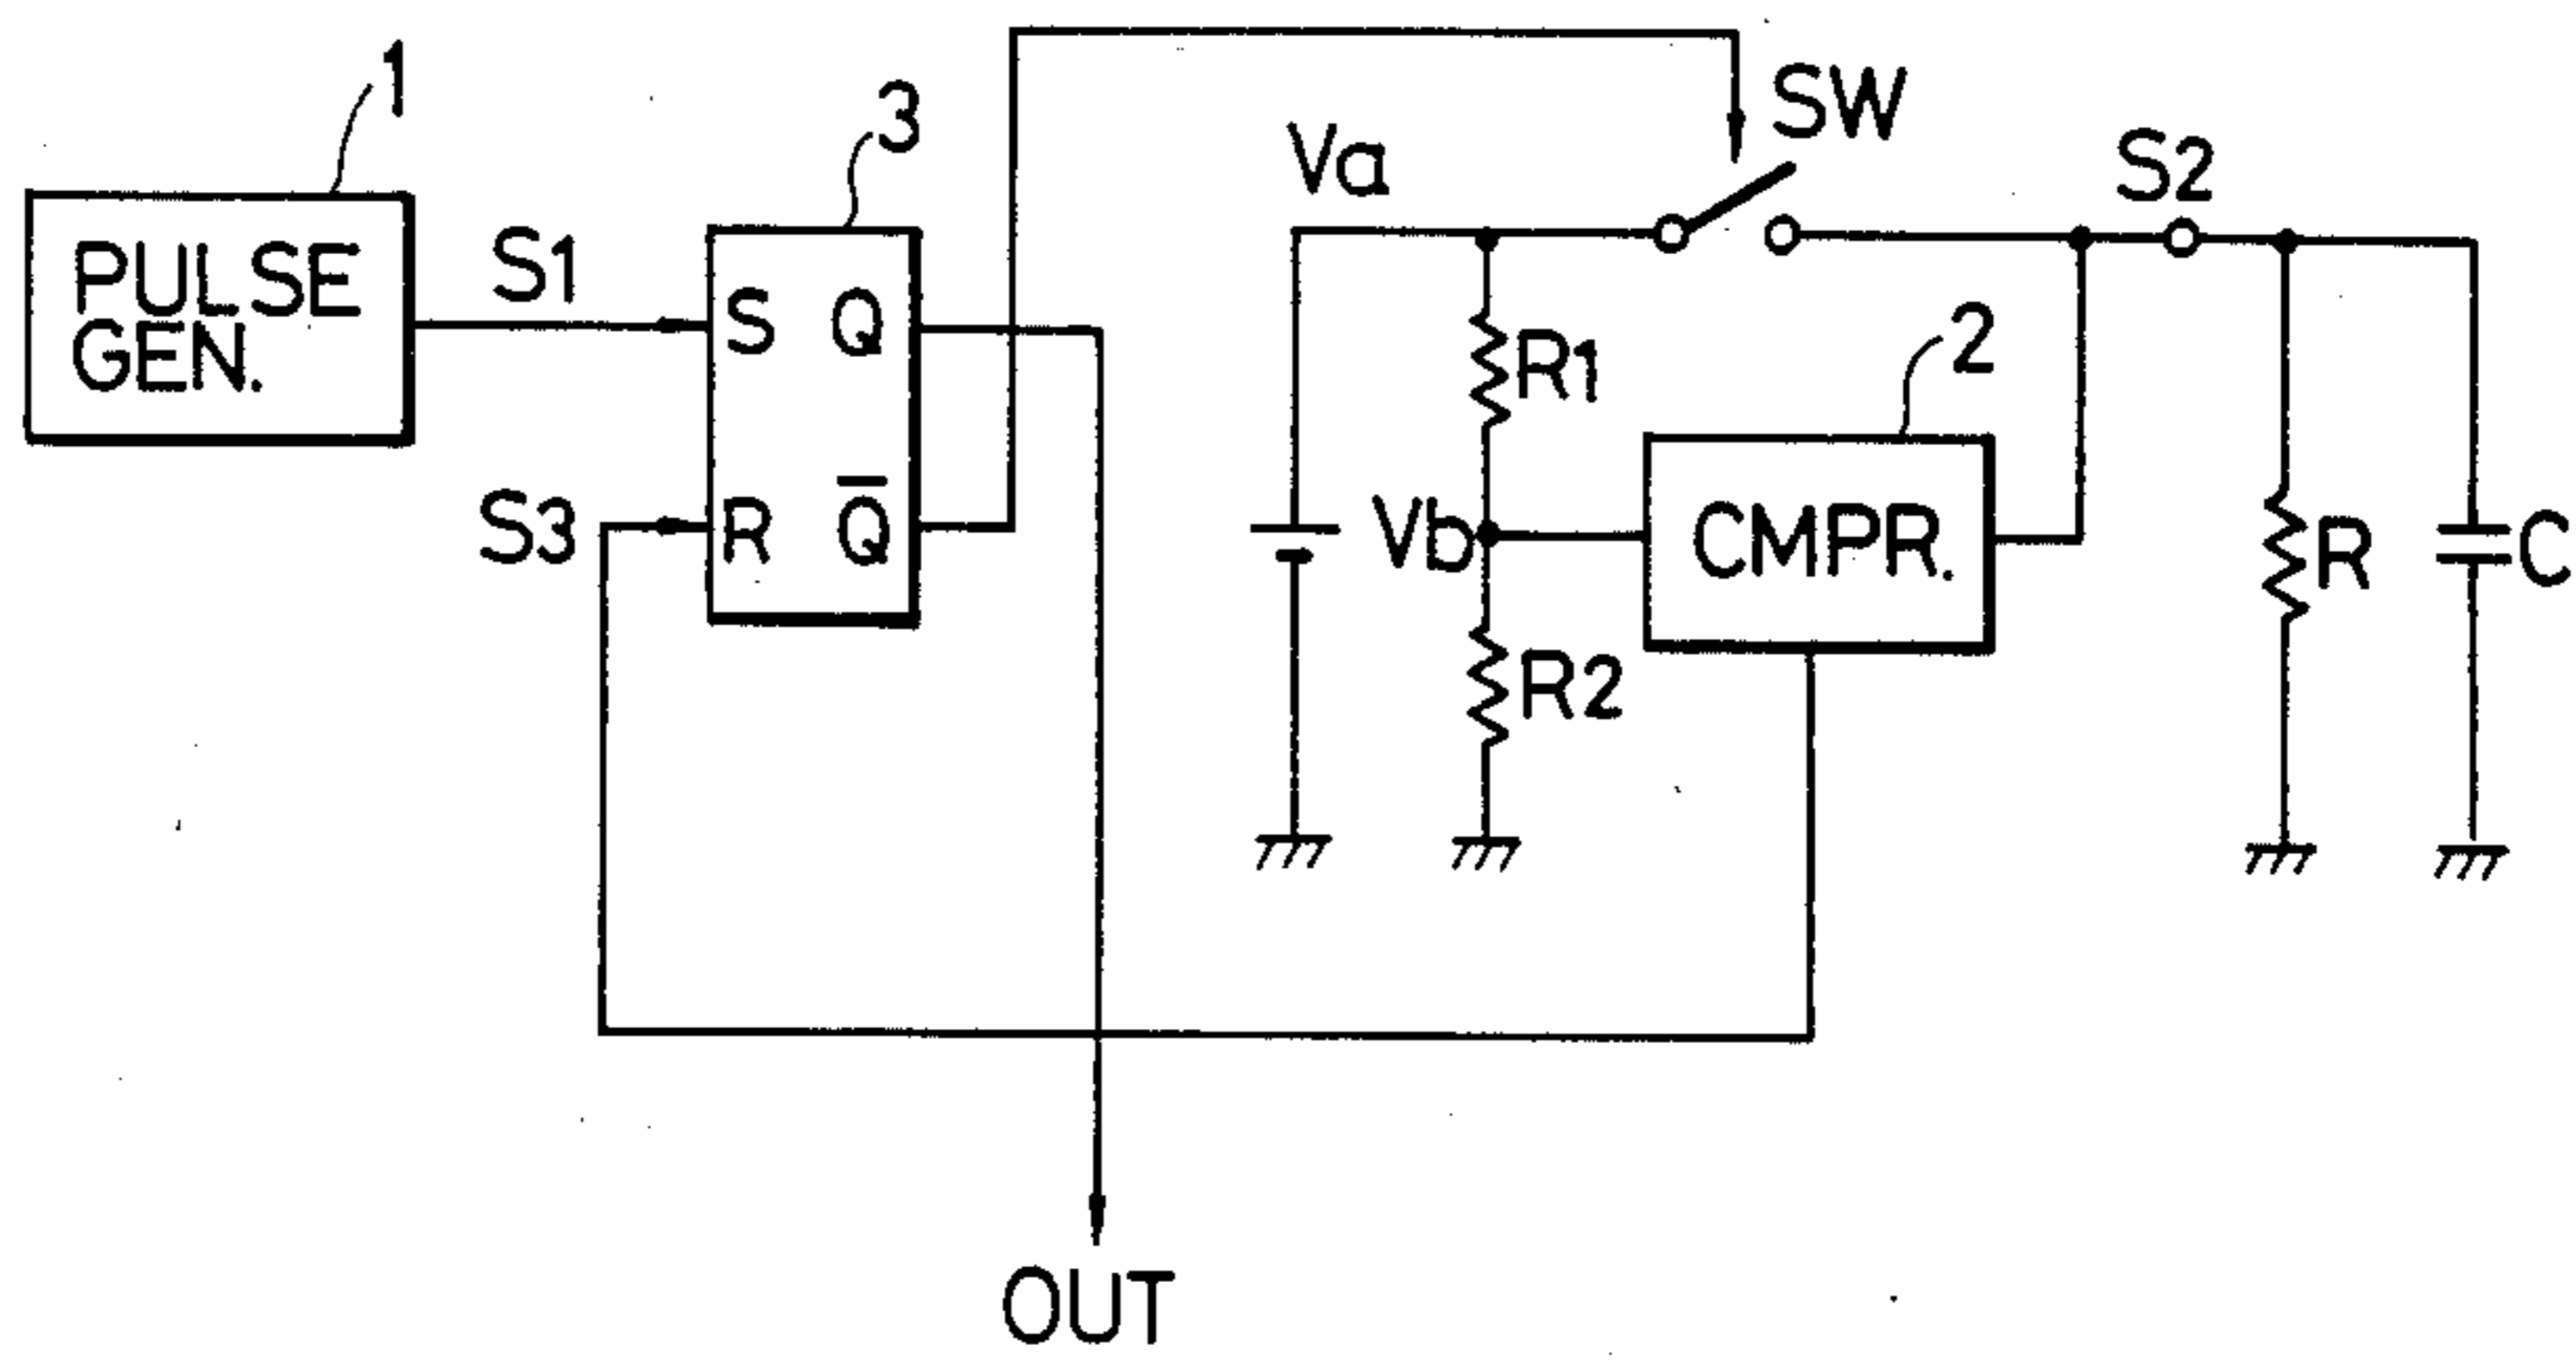 1
3
SW
Va
S2
PULSE
GEN.
S1
S Q
R1
2
S3
R Q̅
Vb
CMPR.
R
C
R2
OUT